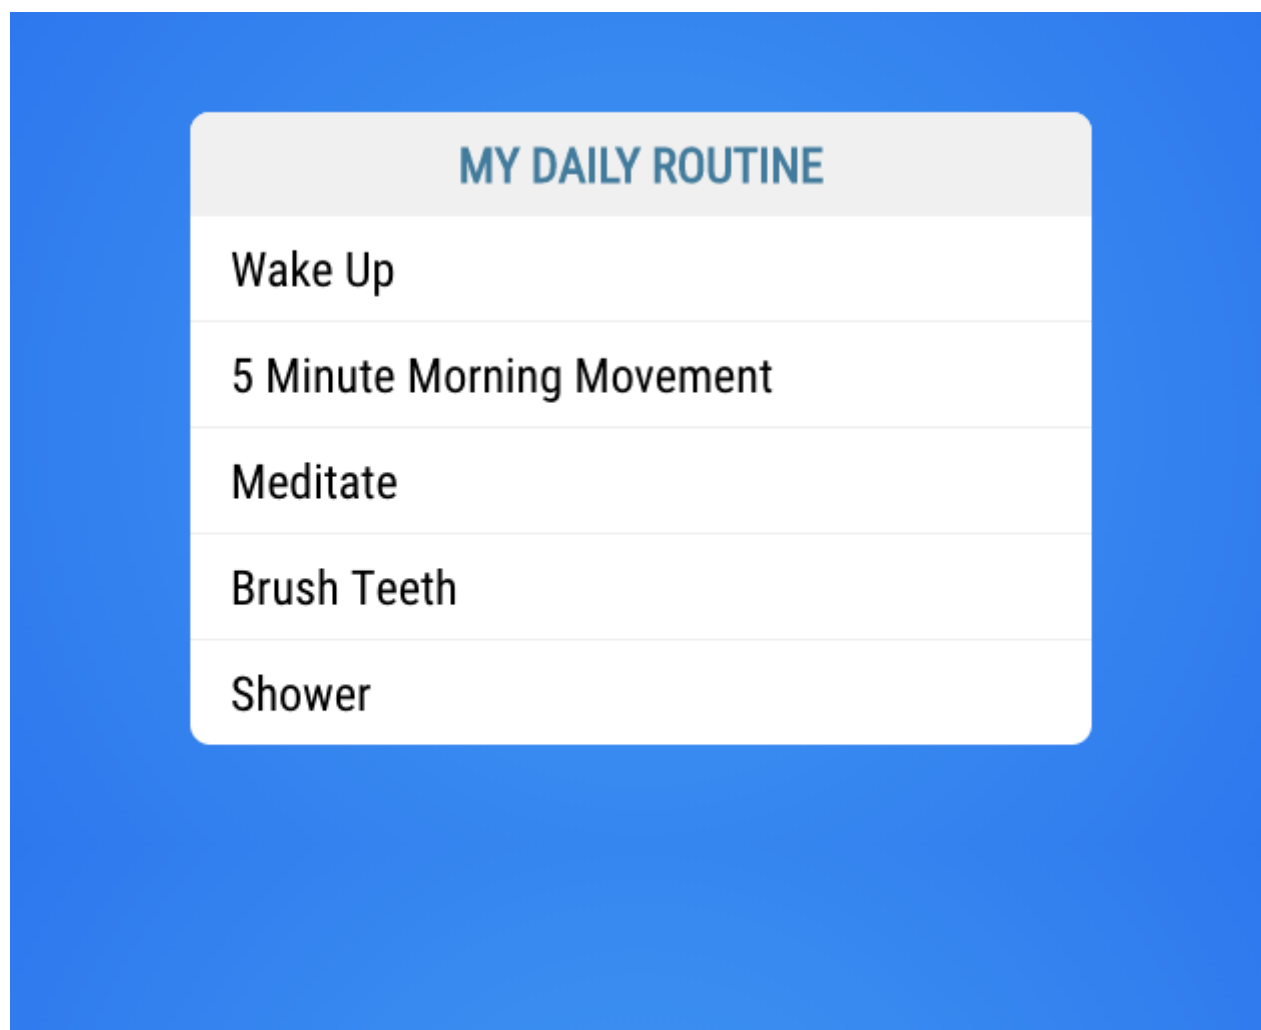 MY DAILY ROUTINE
Wake Up
5 Minute Morning Movement
Meditate
Brush Teeth
Shower